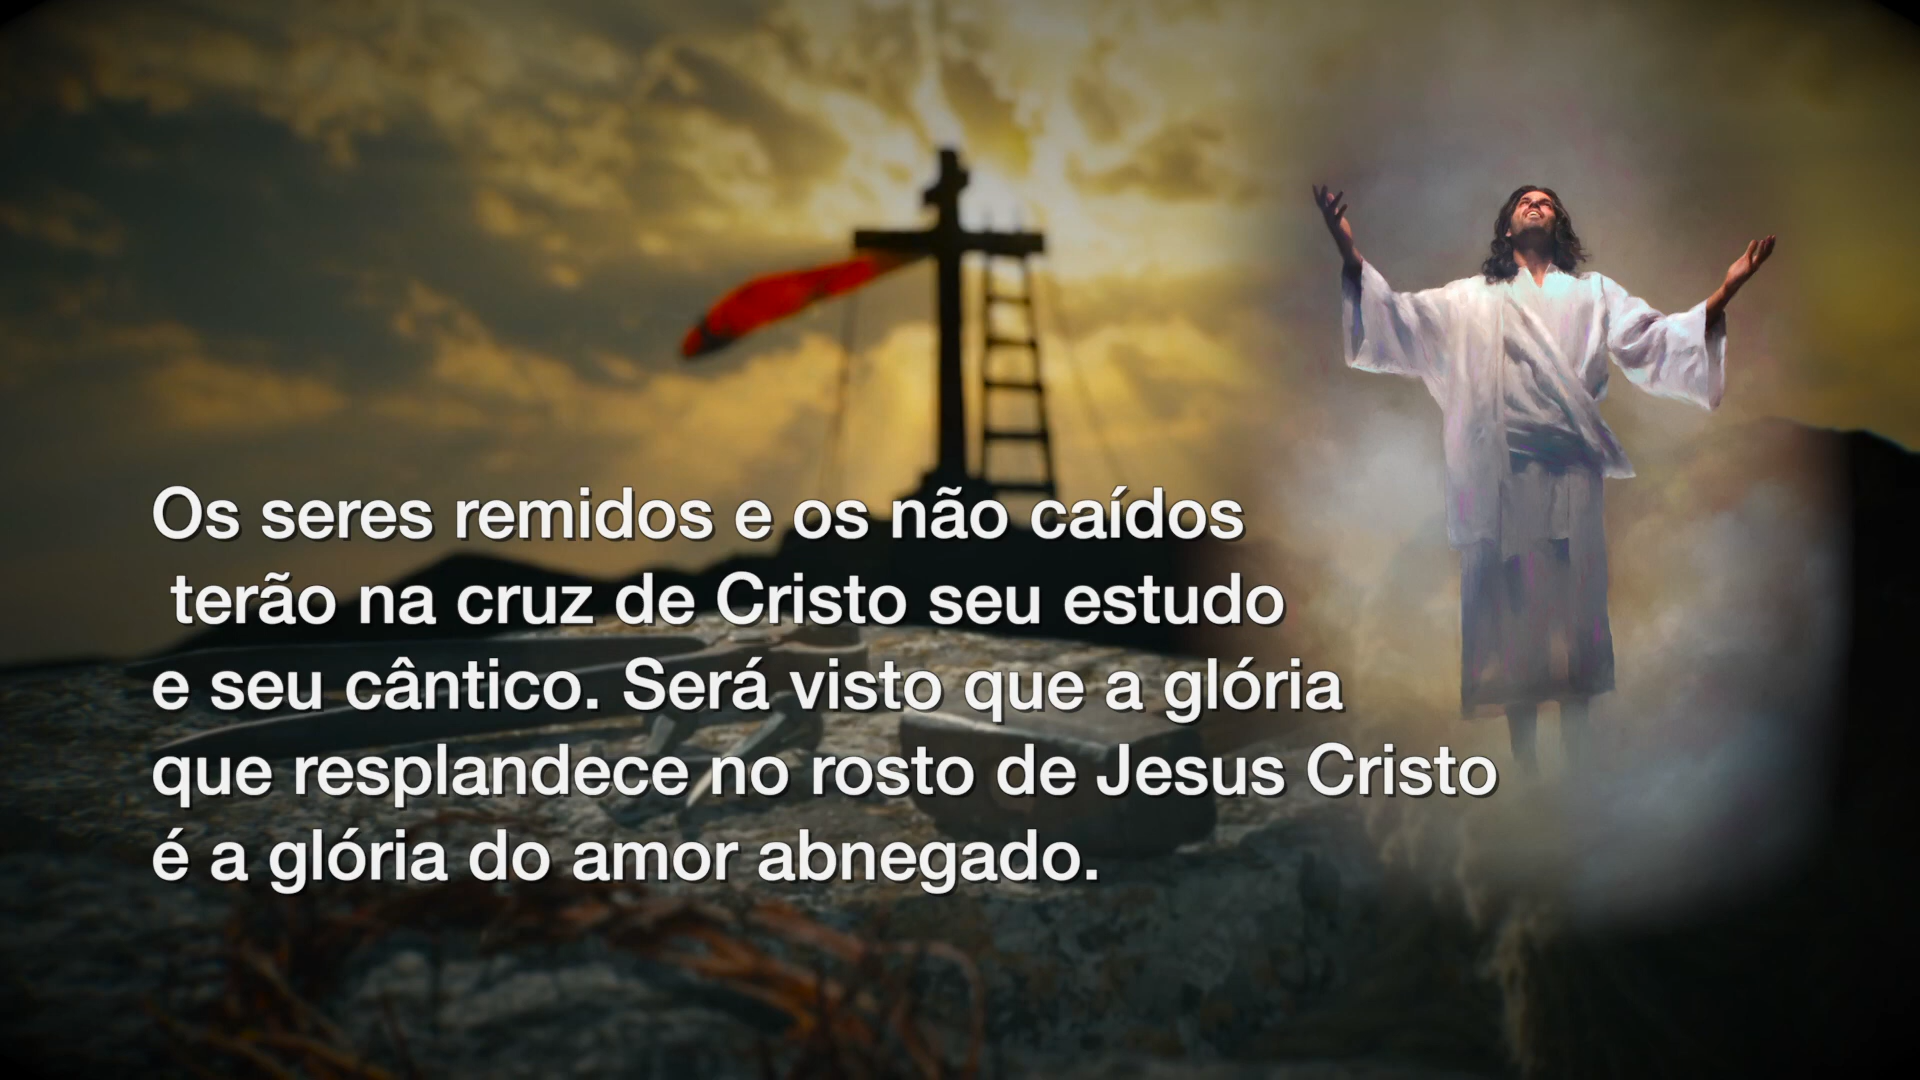 Os seres remidos e os não caídos
terão na cruz de Cristo seu estudo
e seu cântico. Será visto que a glória
que resplandece no rosto de Jesus Cristo
é a glória do amor abnegado.